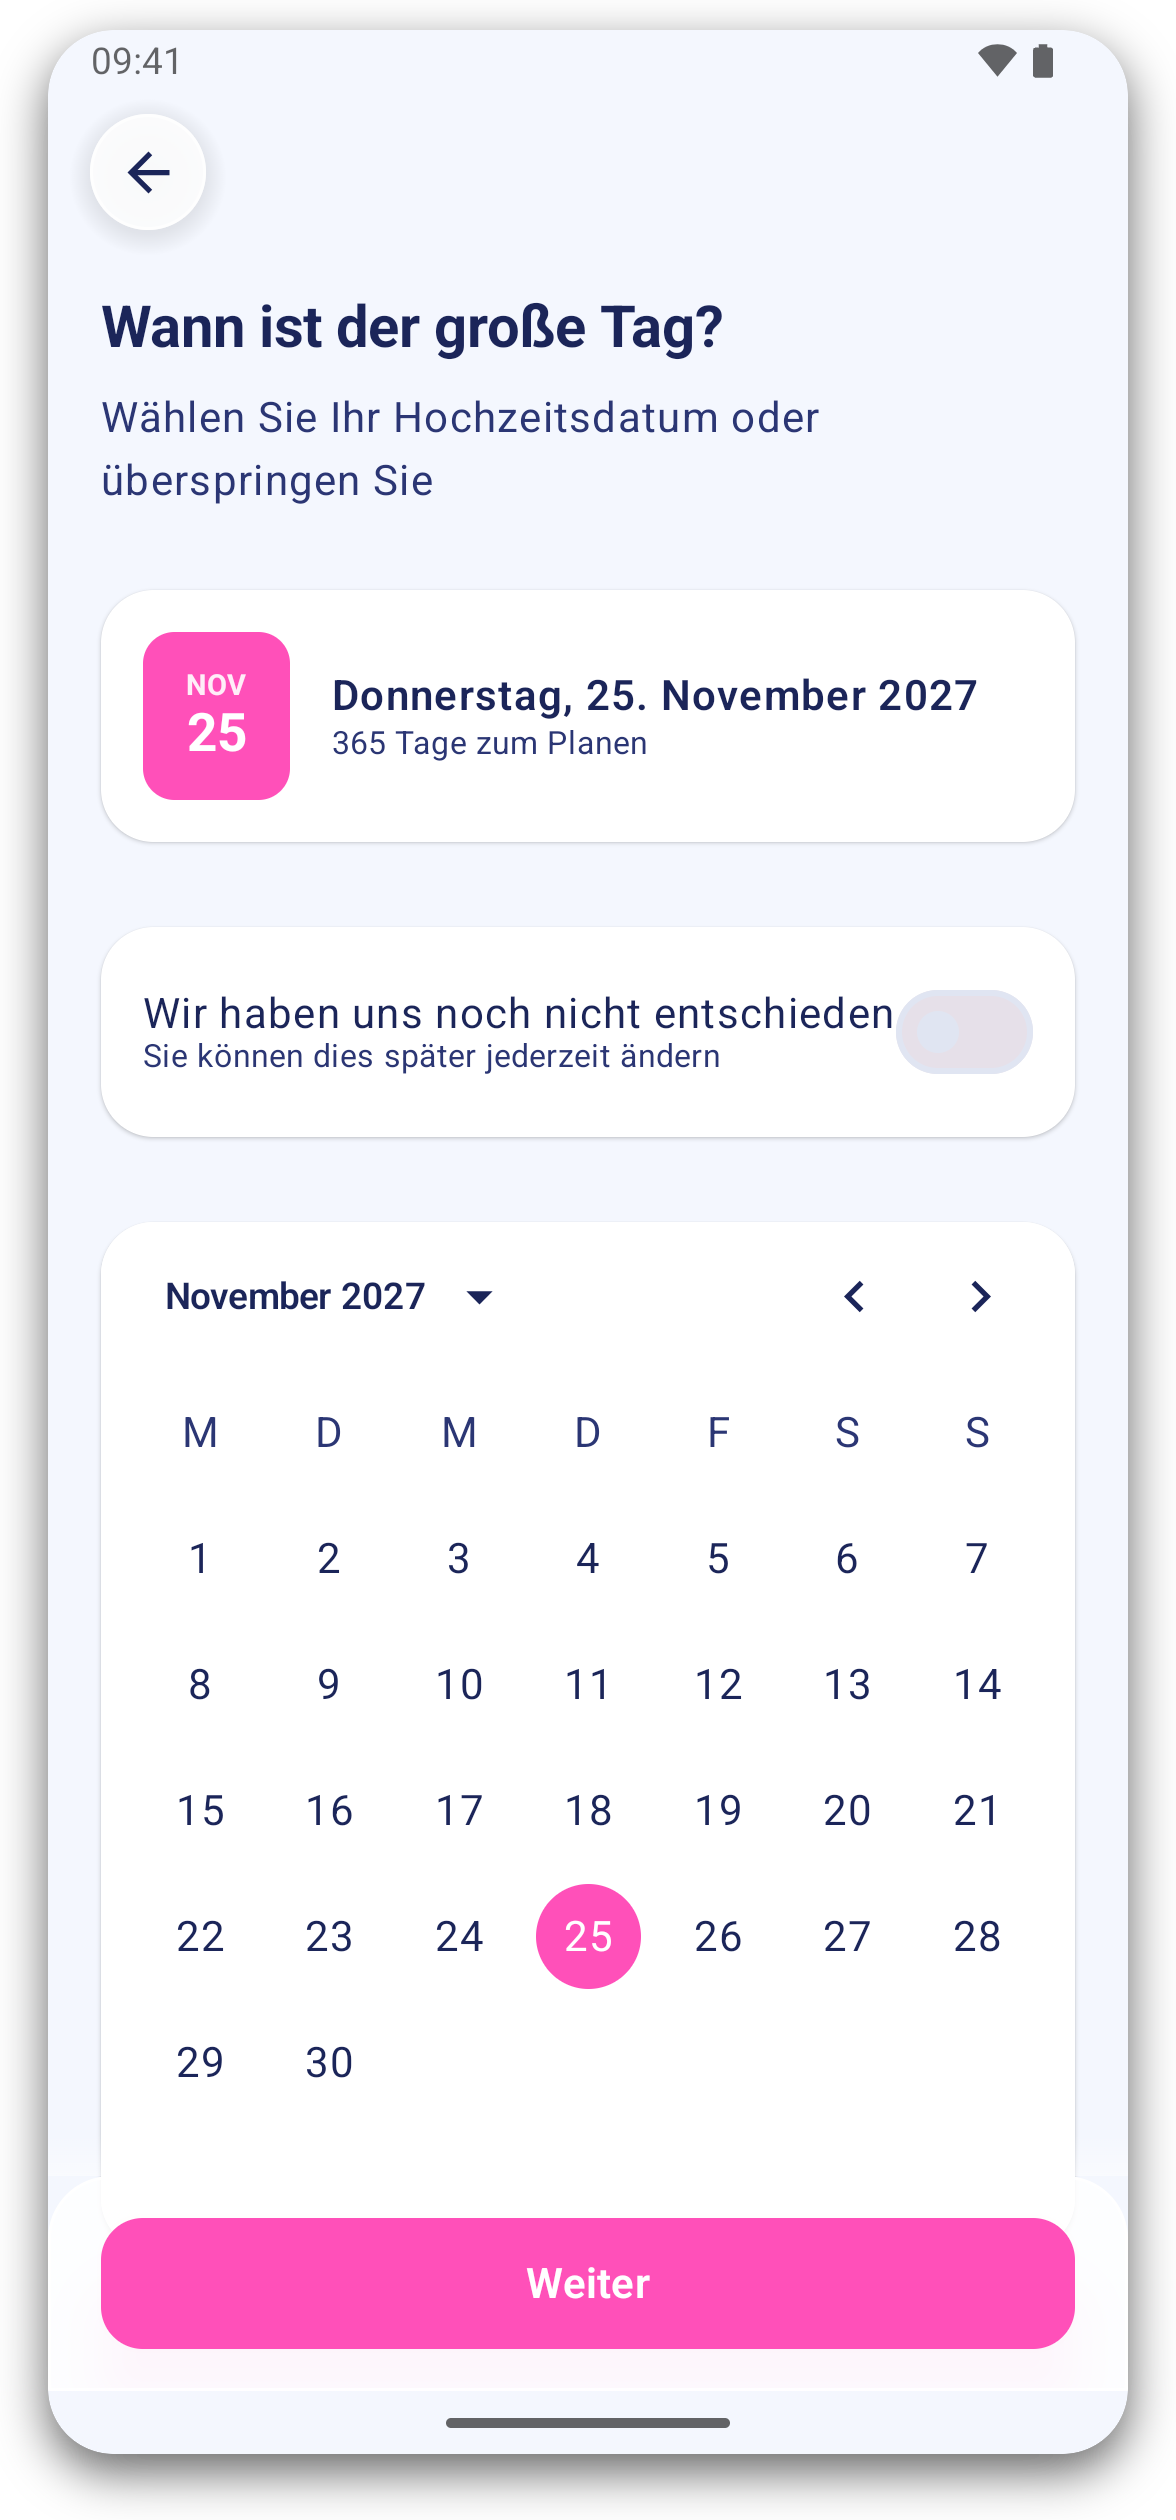 09:41
Wann ist der große Tag?
Wählen Sie Ihr Hochzeitsdatum oder
überspringen Sie
NOV
25
Donnerstag, 25. November 2027
365 Tage zum Planen
Wir haben uns noch nicht entschieden
Sie können dies später jederzeit ändern
November 2027
M D M D F S S
1 2 3 4 5 6 7
8 9 10 11 12 13 14
15 16 17 18 19 20 21
22 23 24 25 26 27 28
29 30
Weiter